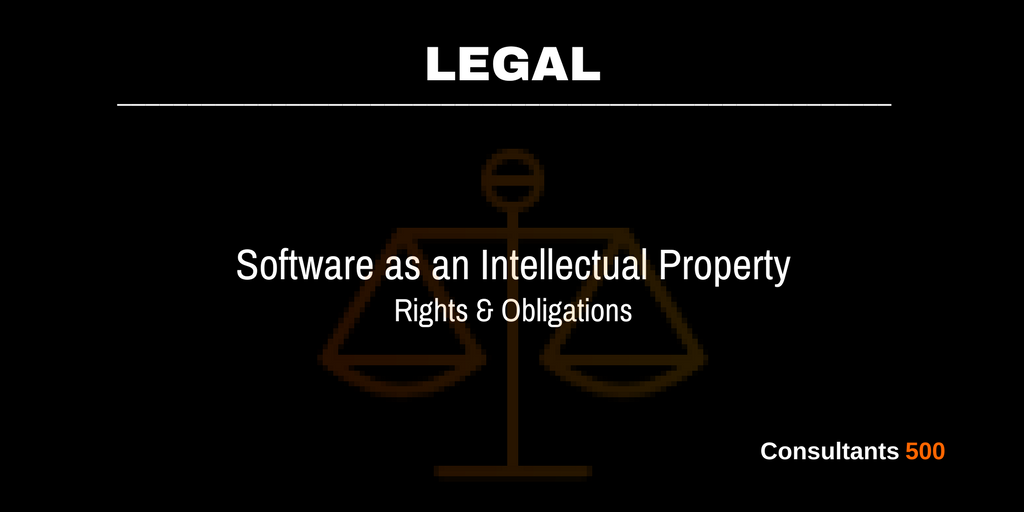 LEGAL
Software as an Intellectual Property
Rights & Obligations
Consultants 500